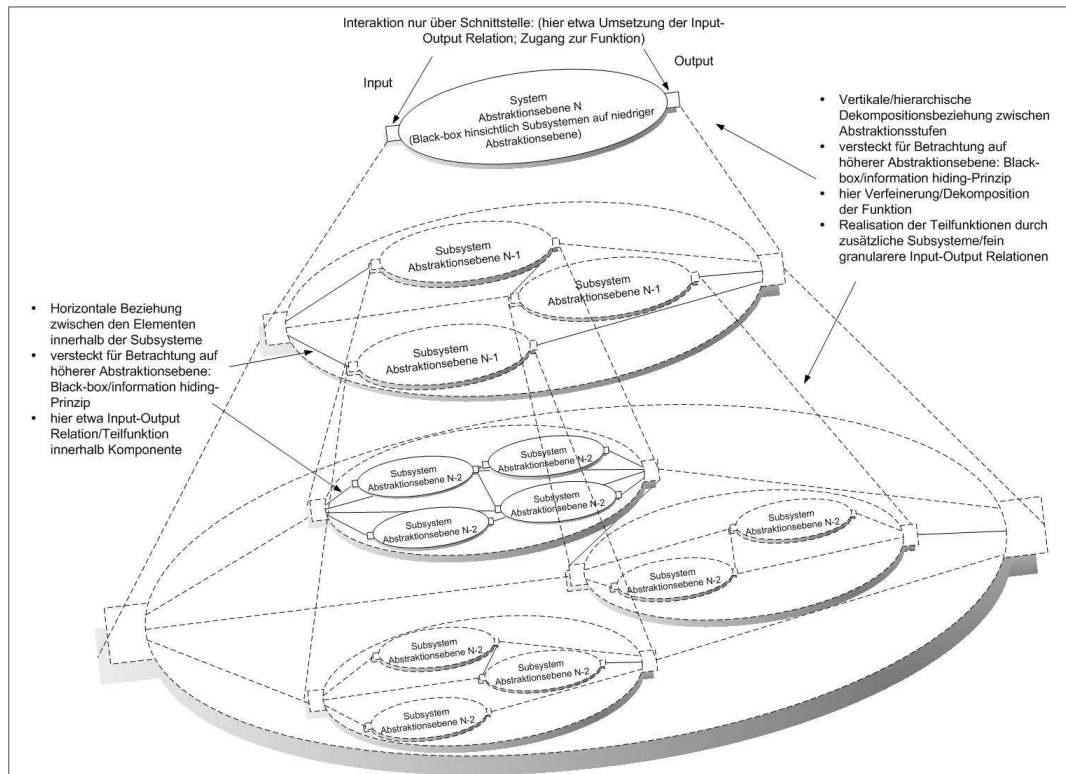 Interaktion nur über Schnittstelle: (hier etwa Umsetzung der Input-
Output Relation; Zugang zur Funktion)
Input
Output
System
Abstraktionsebene N
(Black-box hinsichtlich Subsystemen auf niedriger
Abstraktionsebene)
• Vertikale/hierarchische
Dekompositionsbeziehung zwischen
Abstraktionsstufen
• versteckt für Betrachtung auf
höherer Abstraktionsebene: Black-
box/information hiding-Prinzip
• hier Verfeinerung/Dekomposition
der Funktion
• Realisation der Teilfunktionen durch
zusätzliche Subsysteme/fein
granularere Input-Output Relationen
Subsystem
Abstraktionsebene N-1
Subsystem
Abstraktionsebene N-1
Subsystem
Abstraktionsebene N-1
• Horizontale Beziehung
zwischen den Elementen
innerhalb der Subsysteme
• versteckt für Betrachtung auf
höherer Abstraktionsebene:
Black-box/information hiding-
Prinzip
• hier etwa Input-Output
Relation/Teilfunktion
innerhalb Komponente
Subsystem
Abstraktionsebene N-2
Subsystem
Abstraktionsebene N-2
Subsystem
Abstraktionsebene N-2
Subsystem
Abstraktionsebene N-2
Subsystem
Abstraktionsebene N-2
Subsystem
Abstraktionsebene N-2
Subsystem
Abstraktionsebene N-2
Subsystem
Abstraktionsebene N-2
Subsystem
Abstraktionsebene N-2